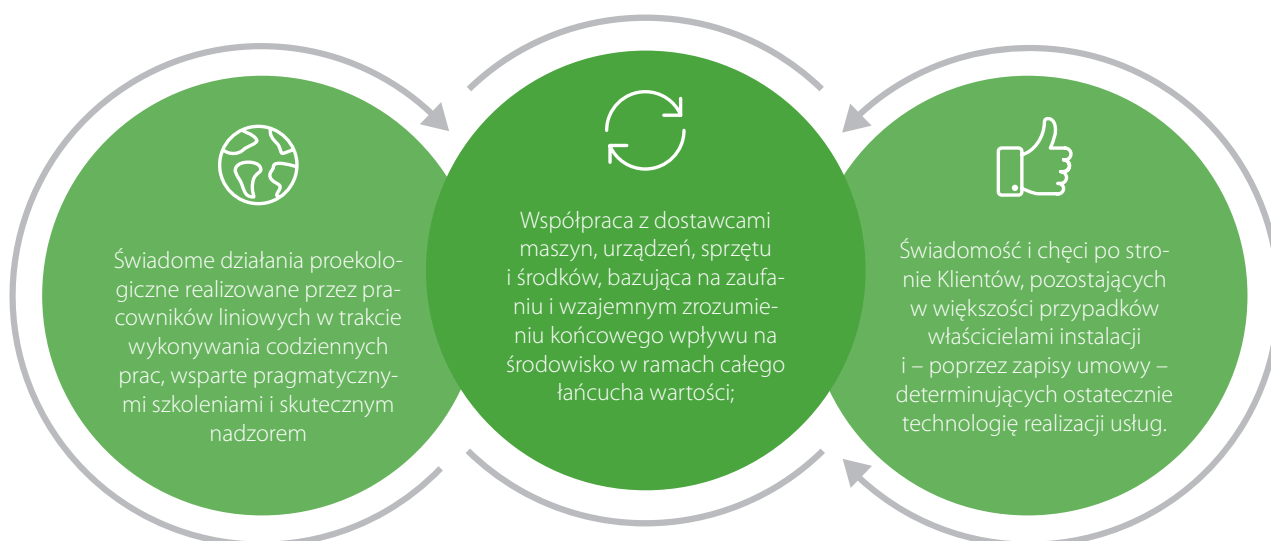 Świadome działania proekolo-
giczne realizowane przez pra-
cowników liniowych w trakcie
wykonywania codziennych
prac, wsparte pragmatyczny-
mi szkoleniami i skutecznym
nadzorem
Współpraca z dostawcami
maszyn, urządzeń, sprzętu
i środków, bazująca na zaufa-
niu i wzajemnym zrozumie-
niu końcowego wpływu na
środowisko w ramach całego
łańcucha wartości;
Świadomość i chęci po stro-
nie Klientów, pozostających
w większości przypadków
właścicielami instalacji
i – poprzez zapisy umowy –
determinujących ostatecznie
technologię realizacji usług.